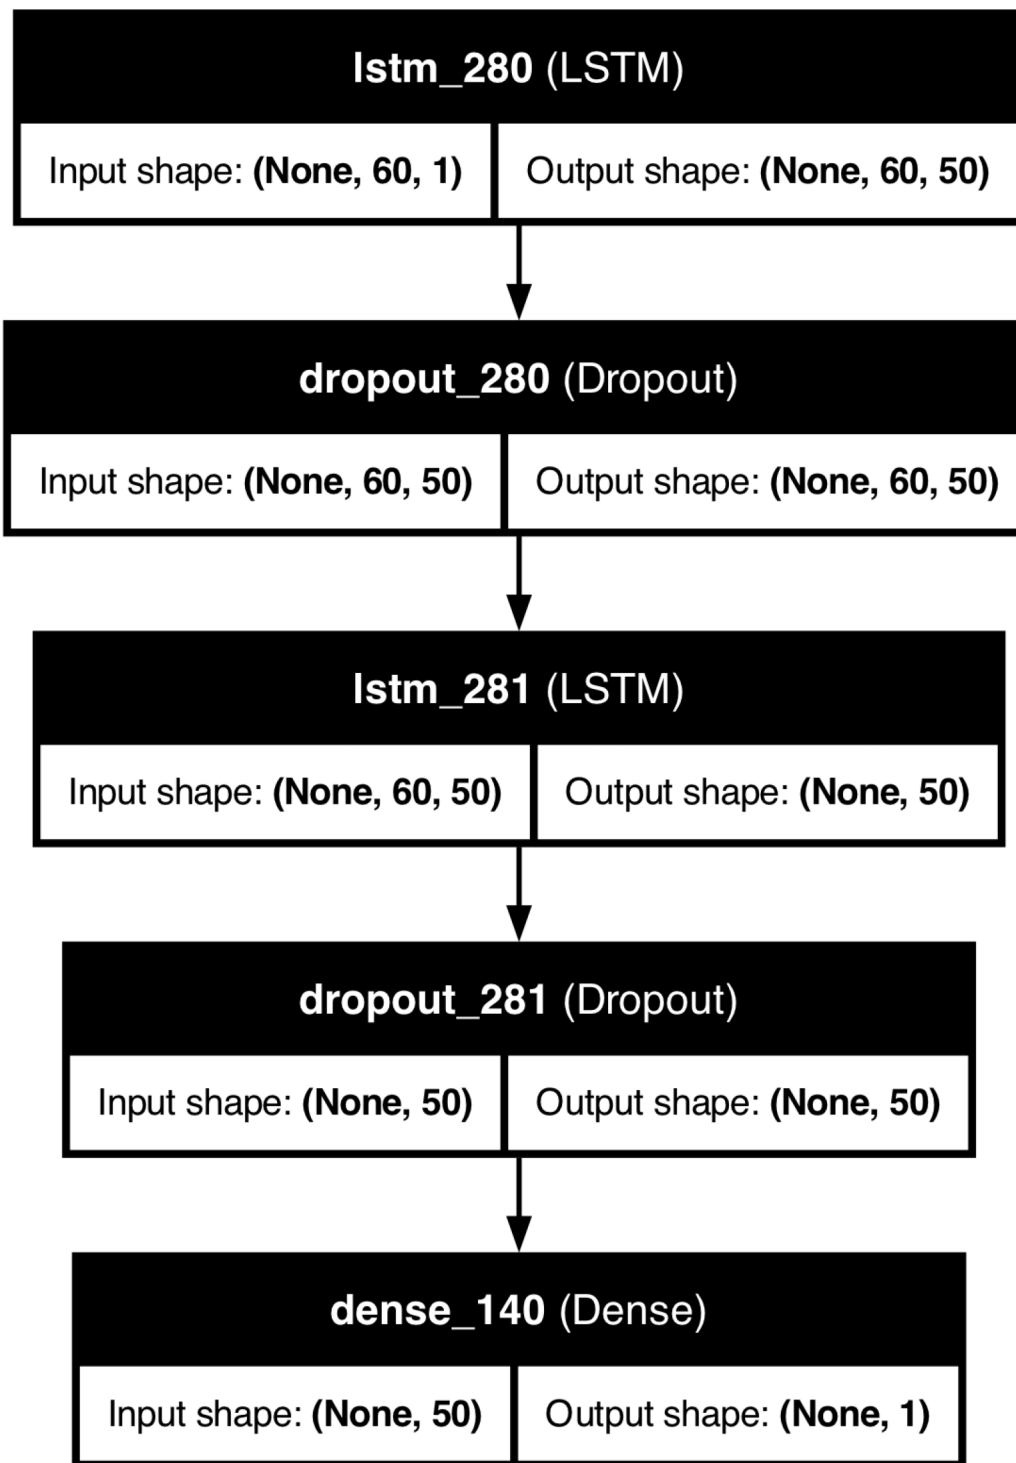 lstm_280 (LSTM)
Input shape: (None, 60, 1) Output shape: (None, 60, 50)
dropout_280 (Dropout)
Input shape: (None, 60, 50) Output shape: (None, 60, 50)
lstm_281 (LSTM)
Input shape: (None, 60, 50) Output shape: (None, 50)
dropout_281 (Dropout)
Input shape: (None, 50) Output shape: (None, 50)
dense_140 (Dense)
Input shape: (None, 50) Output shape: (None, 1)